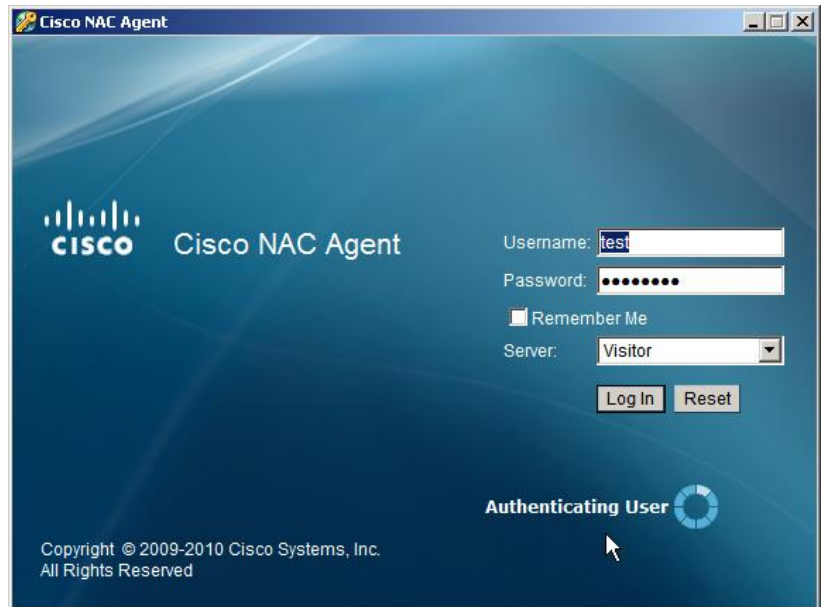 Cisco NAC Agent
CISCO
Cisco NAC Agent
Username: test
Password: ••••••••
Remember Me
Server: Visitor
Log In Reset
Authenticating User
Copyright © 2009-2010 Cisco Systems, Inc.
All Rights Reserved